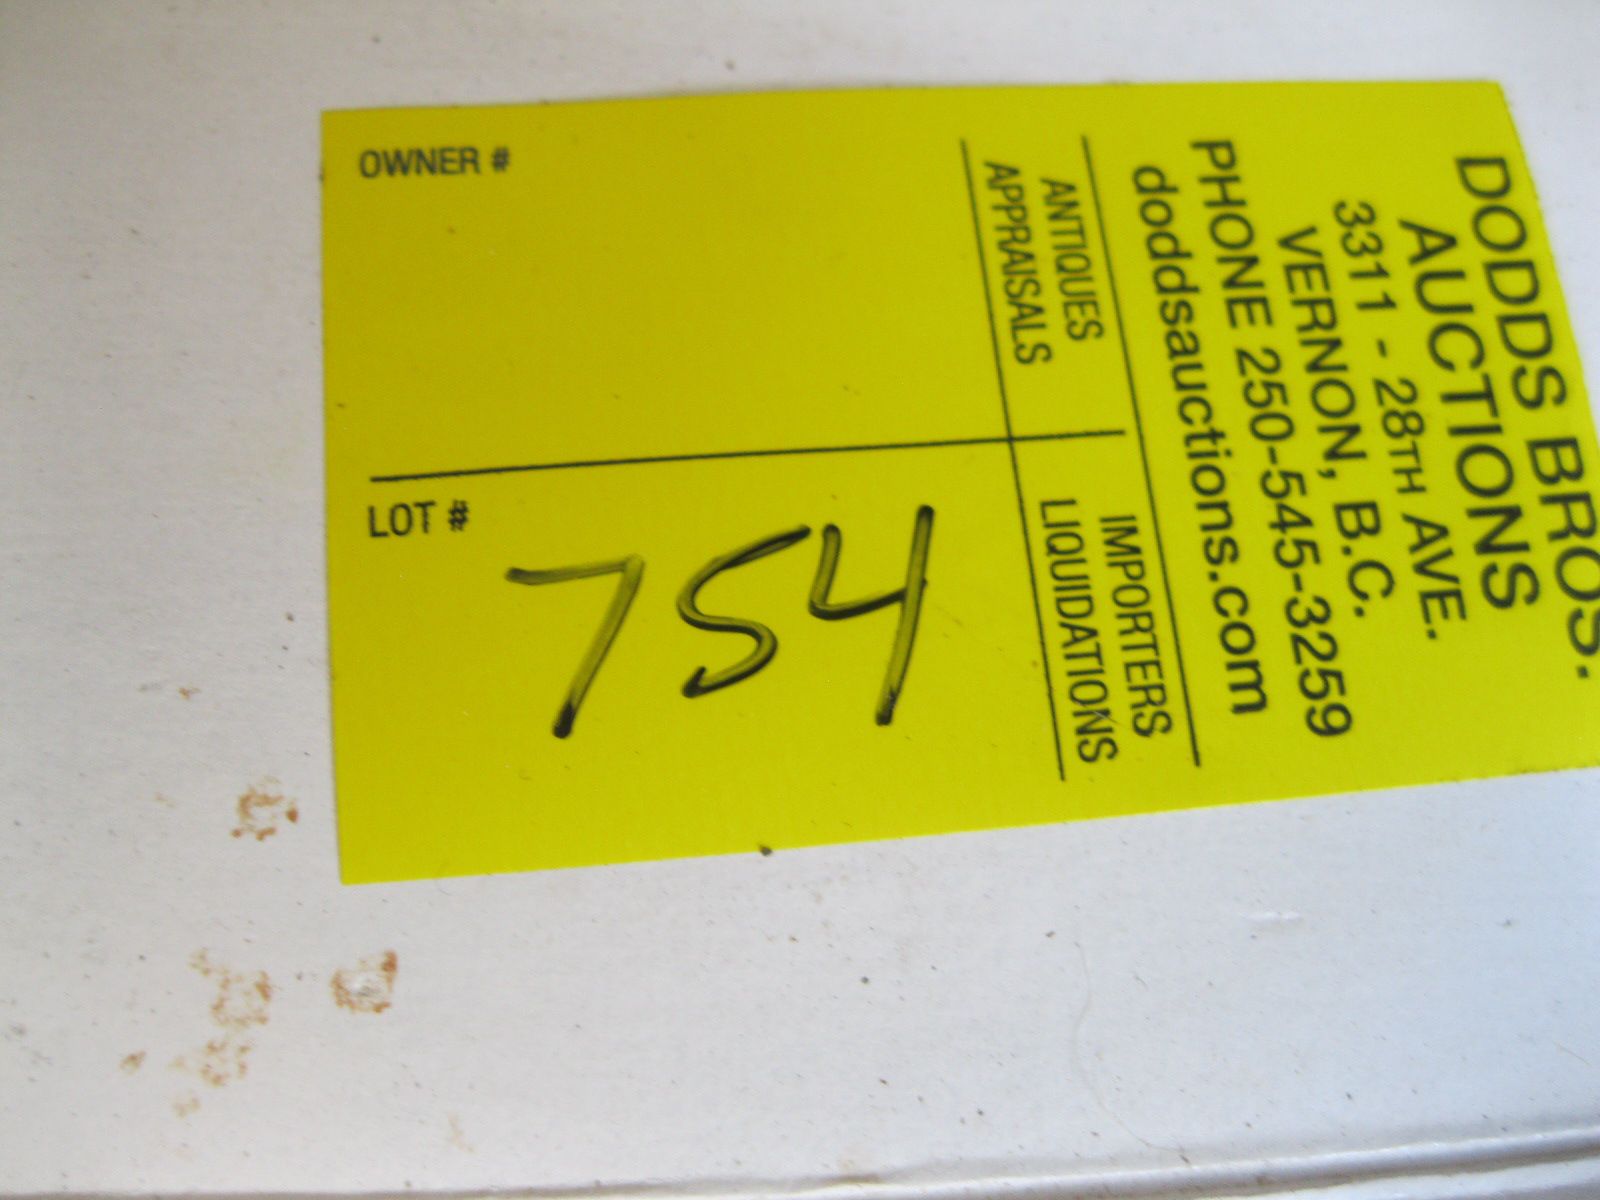 DODDS BROS.
AUCTIONS
3311 - 28TH AVE.
VERNON, B.C.
PHONE 250-545-3259
doddsauctions.com
ANTIQUES
APPRAISALS
IMPORTERS
LIQUIDATIONS
OWNER #
LOT #
754